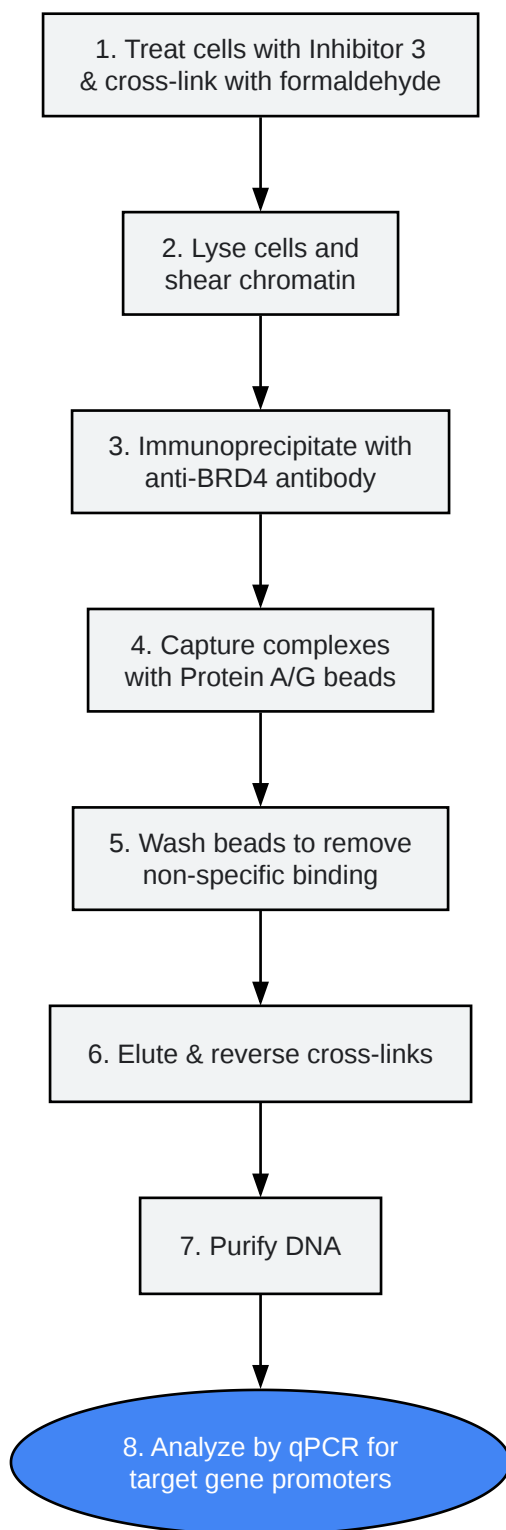 1. Treat cells with Inhibitor 3
& cross-link with formaldehyde
2. Lyse cells and
shear chromatin
3. Immunoprecipitate with
anti-BRD4 antibody
4. Capture complexes
with Protein A/G beads
5. Wash beads to remove
non-specific binding
6. Elute & reverse cross-links
7. Purify DNA
8. Analyze by qPCR for
target gene promoters